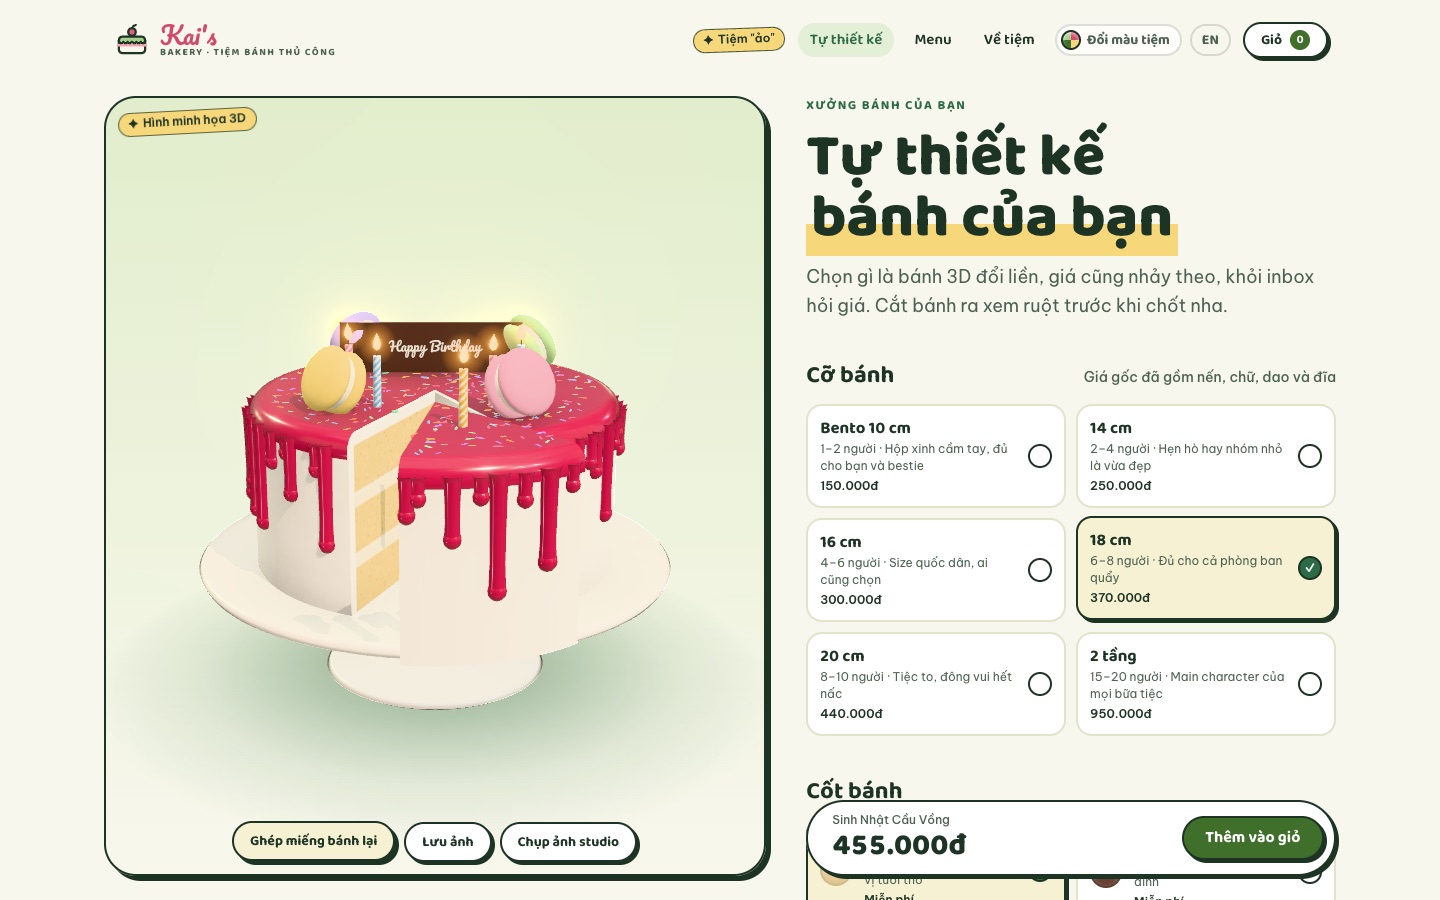 Kai's
BAKERY · TIỆM BÁNH THỦ CÔNG
✦ Tiệm "ảo"
Tự thiết kế
Menu
Về tiệm
Đổi màu tiệm
EN
Giỏ 0
✦ Hình minh họa 3D
Happy Birthday
Ghép miếng bánh lại
Lưu ảnh
Chụp ảnh studio
XƯỞNG BÁNH CỦA BẠN
Tự thiết kế
bánh của bạn
Chọn gì là bánh 3D đổi liền, giá cũng nhảy theo, khỏi inbox
hỏi giá. Cắt bánh ra xem ruột trước khi chốt nha.
Cỡ bánh
Giá gốc đã gồm nến, chữ, dao và đĩa
Bento 10 cm
1–2 người · Hộp xinh cầm tay, đủ
cho bạn và bestie
150.000đ
14 cm
2–4 người · Hẹn hò hay nhóm nhỏ
là vừa đẹp
250.000đ
16 cm
4–6 người · Size quốc dân, ai
cũng chọn
300.000đ
18 cm
6–8 người · Đủ cho cả phòng ban
quẩy
370.000đ
20 cm
8–10 người · Tiệc to, đông vui hết
nấc
440.000đ
2 tầng
15–20 người · Main character của
mọi bữa tiệc
950.000đ
Cốt bánh
Sinh Nhật Cầu Vồng
455.000đ
Thêm vào giỏ
vị tuổi thơ
đỉnh
Miễn phí
Miễn phí